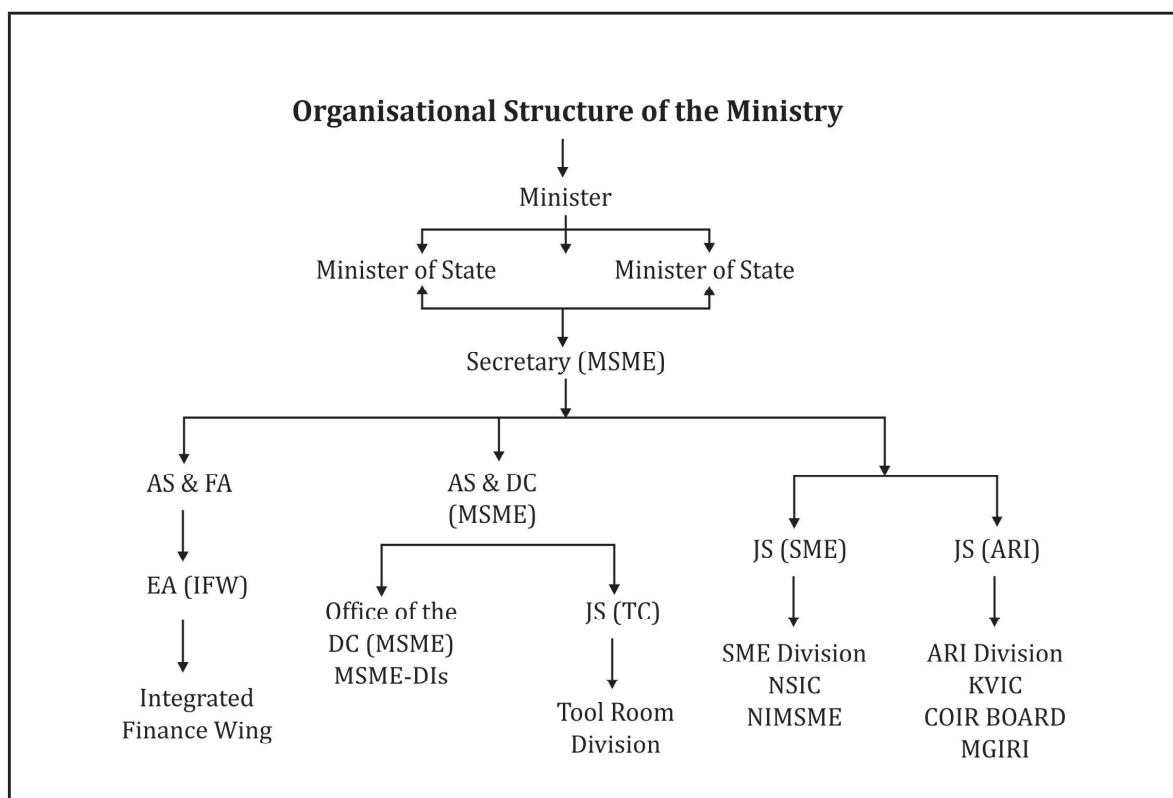 Organisational Structure of the Ministry
Minister
Minister of State
Minister of State
Secretary (MSME)
AS & FA
EA (IFW)
Integrated
Finance Wing
AS & DC
(MSME)
Office of the
DC (MSME)
MSME-DIs
JS (TC)
Tool Room
Division
JS (SME)
SME Division
NSIC
NIMSME
JS (ARI)
ARI Division
KVIC
COIR BOARD
MGIRI